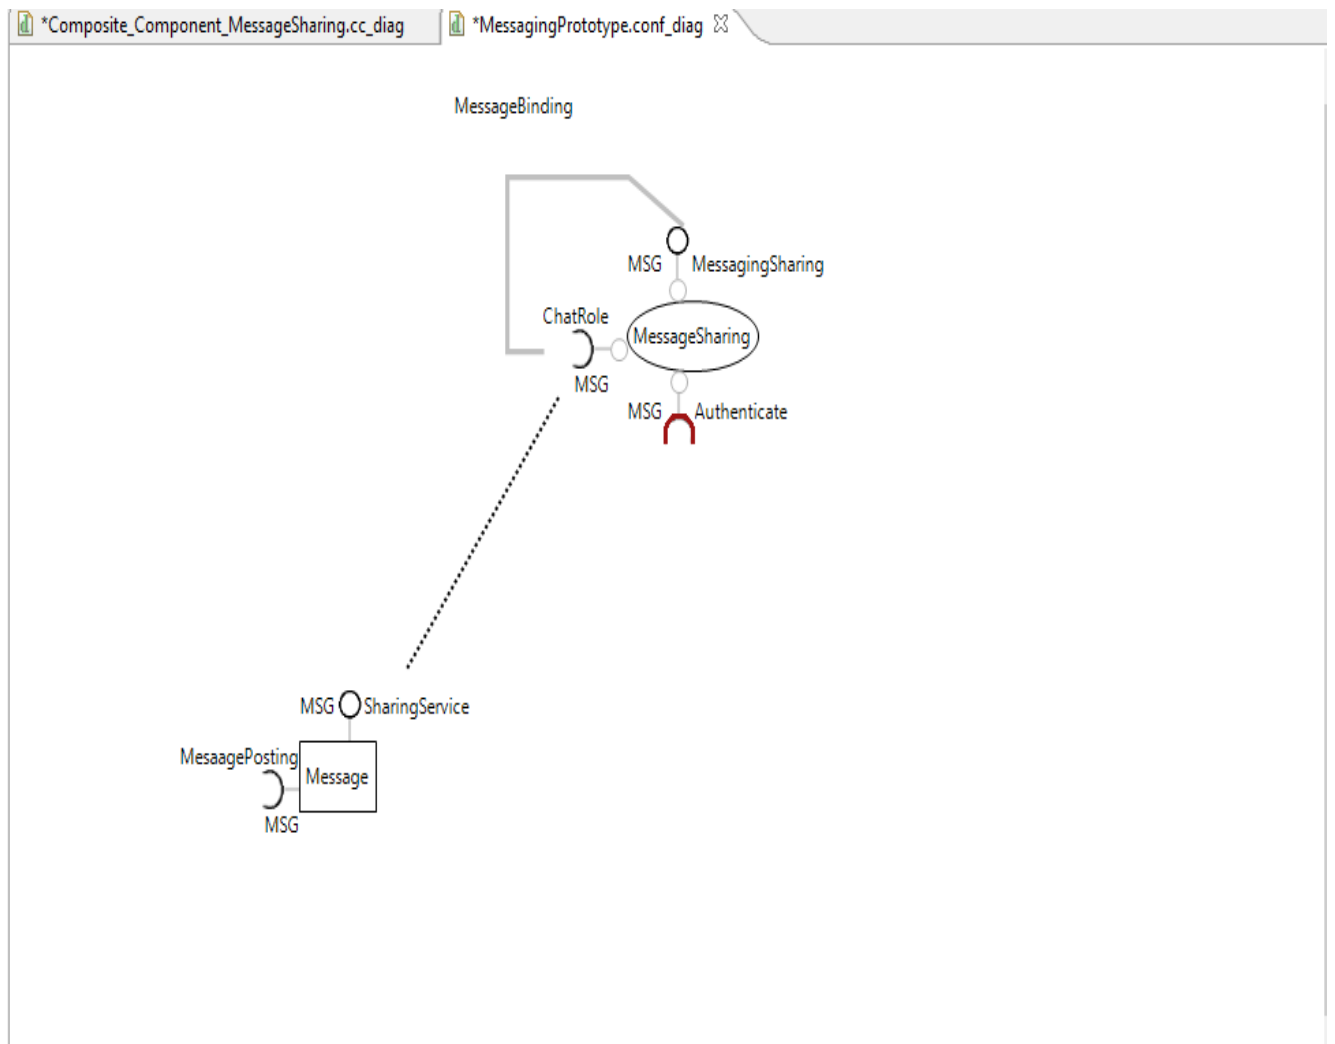 *Composite_Component_MessageSharing.cc_diag
*MessagingPrototype.conf_diag
MessageBinding
MSG MessagingSharing
ChatRole
MessageSharing
MSG
MSG Authenticate
MSG SharingService
MesaagePosting
Message
MSG